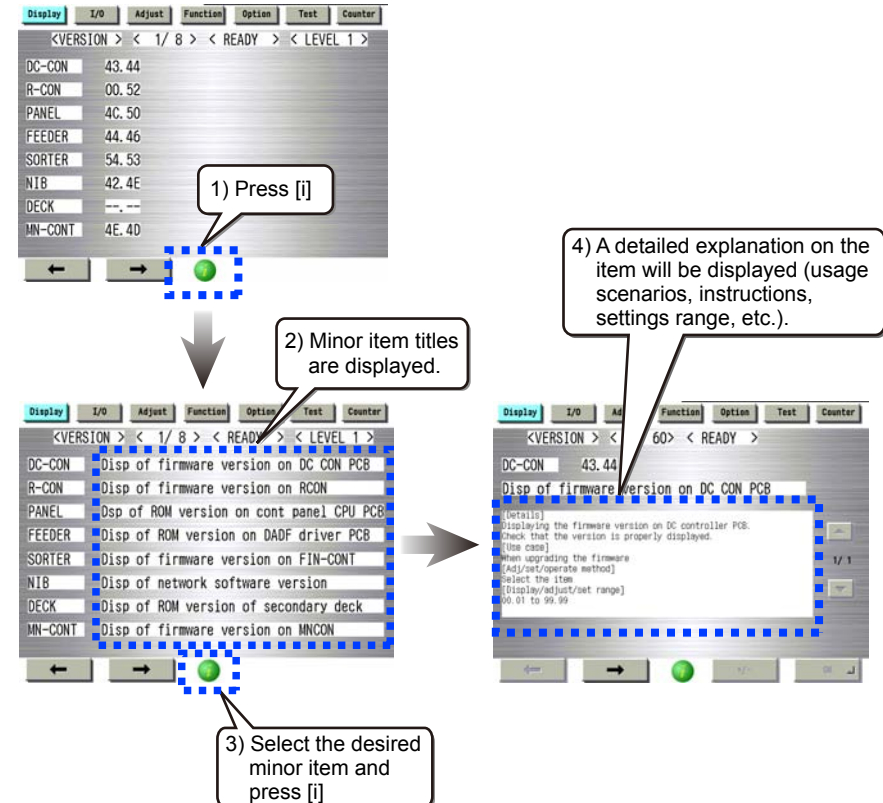 Display I/O Adjust Function Option Test Counter
<VERSION > < 1/ 8 > < READY > < LEVEL 1 >
DC-CON 43.44
R-CON 00.52
PANEL 4C.50
FEEDER 44.46
SORTER 54.53
NIB 42.4E
DECK --.--
MN-CONT 4E.4D
← →
1) Press [i]
2) Minor item titles
are displayed.
Display I/O Adjust Function Option Test Counter
<VERSION > < 1/ 8 > < READY > < LEVEL 1 >
DC-CON Disp of firmware version on DC CON PCB
R-CON Disp of firmware version on RCON
PANEL Dsp of ROM version on cont panel CPU PCB
FEEDER Disp of ROM version on DADF driver PCB
SORTER Disp of firmware version on FIN-CONT
NIB Disp of network software version
DECK Disp of ROM version of secondary deck
MN-CONT Disp of firmware version on MNCON
← →
3) Select the desired
minor item and
press [i]
4) A detailed explanation on the
item will be displayed (usage
scenarios, instructions,
settings range, etc.).
Display I/O Ad Function Option Test Counter
<VERSION > < 60> < READY >
DC-CON 43.44
Disp of firmware version on DC CON PCB
[Details]
Displaying the firmware version on DC controller PCB.
Check that the version is properly displayed.
[Use case]
When upgrading the firmware
[Adj/set/operate method]
Select the item
[Display/adjust/set range]
00.01 to 99.99
1/ 1
← → +/- OK